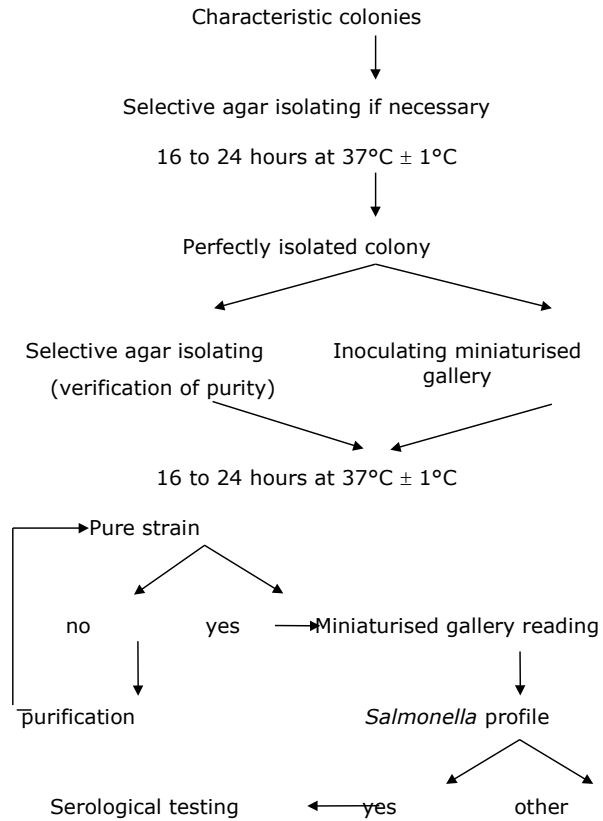 Characteristic colonies
Selective agar isolating if necessary
16 to 24 hours at 37°C ± 1°C
Perfectly isolated colony
Selective agar isolating
(verification of purity)
Inoculating miniaturised
gallery
16 to 24 hours at 37°C ± 1°C
Pure strain
no
yes
Miniaturised gallery reading
purification
Salmonella profile
Serological testing
yes
other